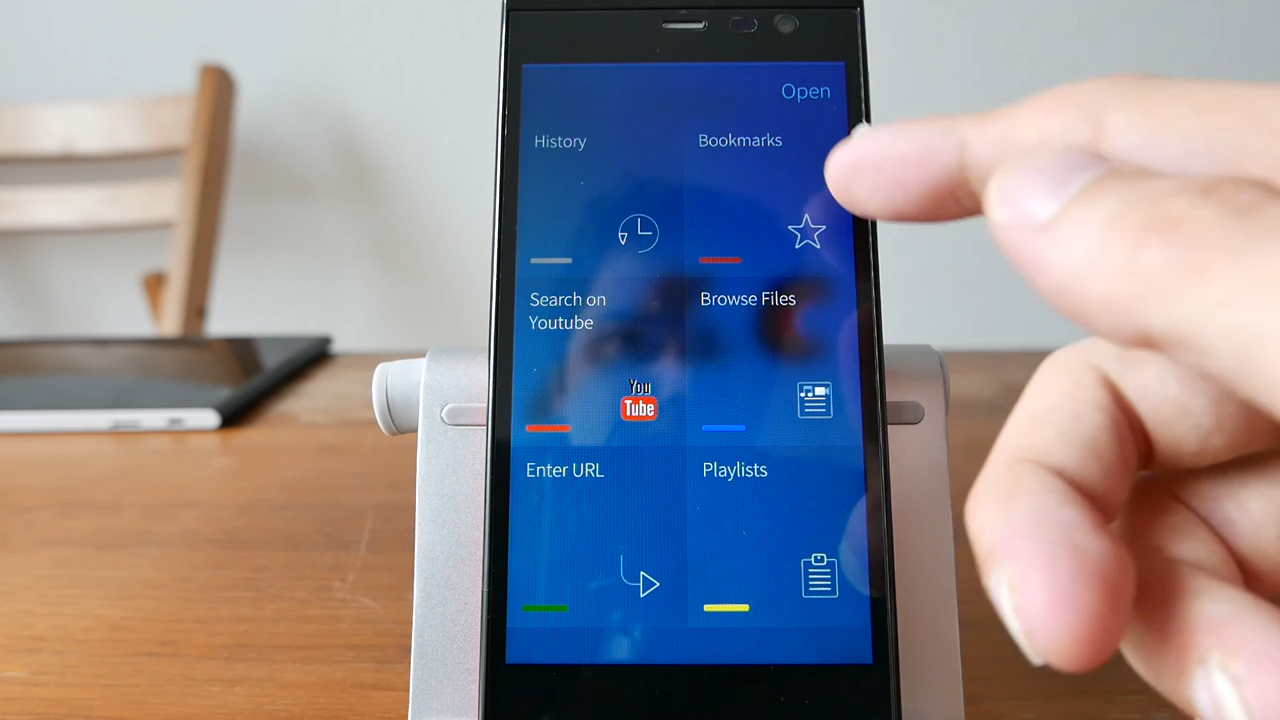 Open
History
Bookmarks
Search on
Youtube
Browse Files
You
Tube
Enter URL
Playlists